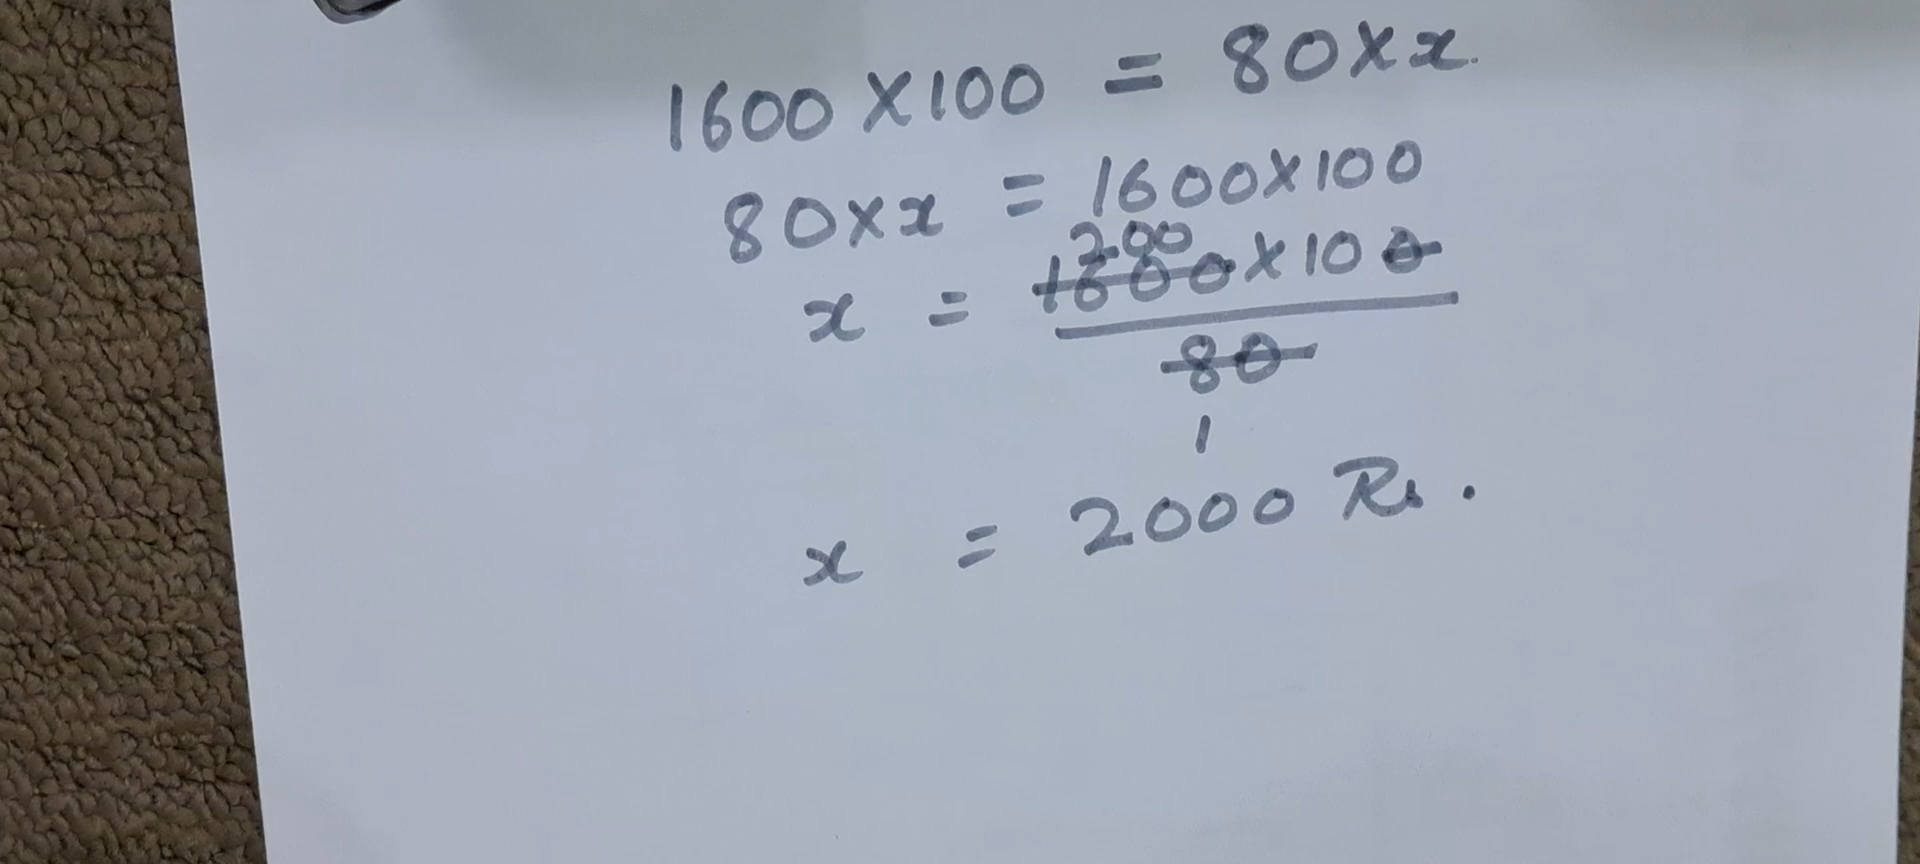 1600 X 100 = 80 X x.
80 X x = 1600 X 100
200
x = 1600 X 100
80
1
x = 2000 Rs.